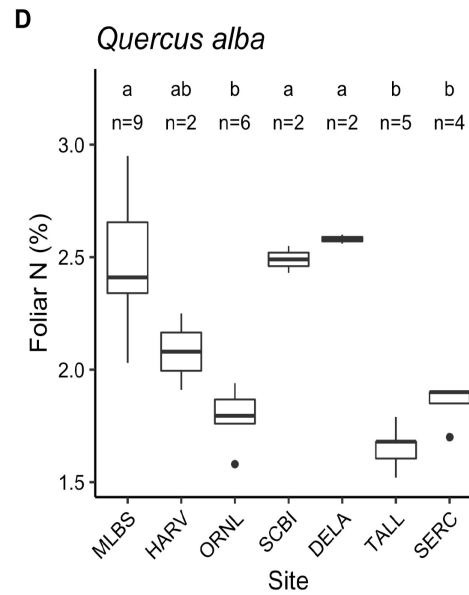 D
Quercus alba
a ab b a a b b
n=9 n=2 n=6 n=2 n=2 n=5 n=4
3.0
2.5
2.0
1.5
Foliar N (%)
MLBS HARV ORNL SCBI DELA TALL SERC
Site